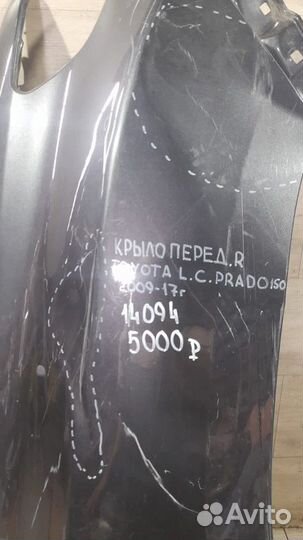 КРЫЛО ПЕРЕД. R
TOYOTA L.C. PRADO 150
2009-17г
14094
5000 ₽
Avito